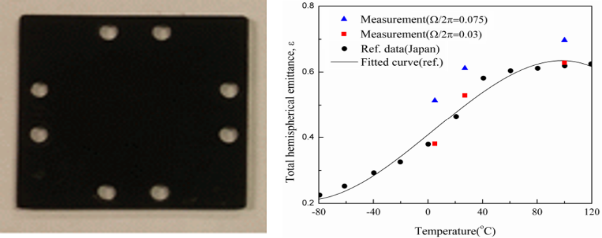 Measurement(Ω/2π=0.075)
Measurement(Ω/2π=0.03)
Ref. data(Japan)
Fitted curve(ref.)
Total hemispherical emittance, ε
0.8
0.6
0.4
0.2
-80 -40 0 40 80 120
Temperature(°C)